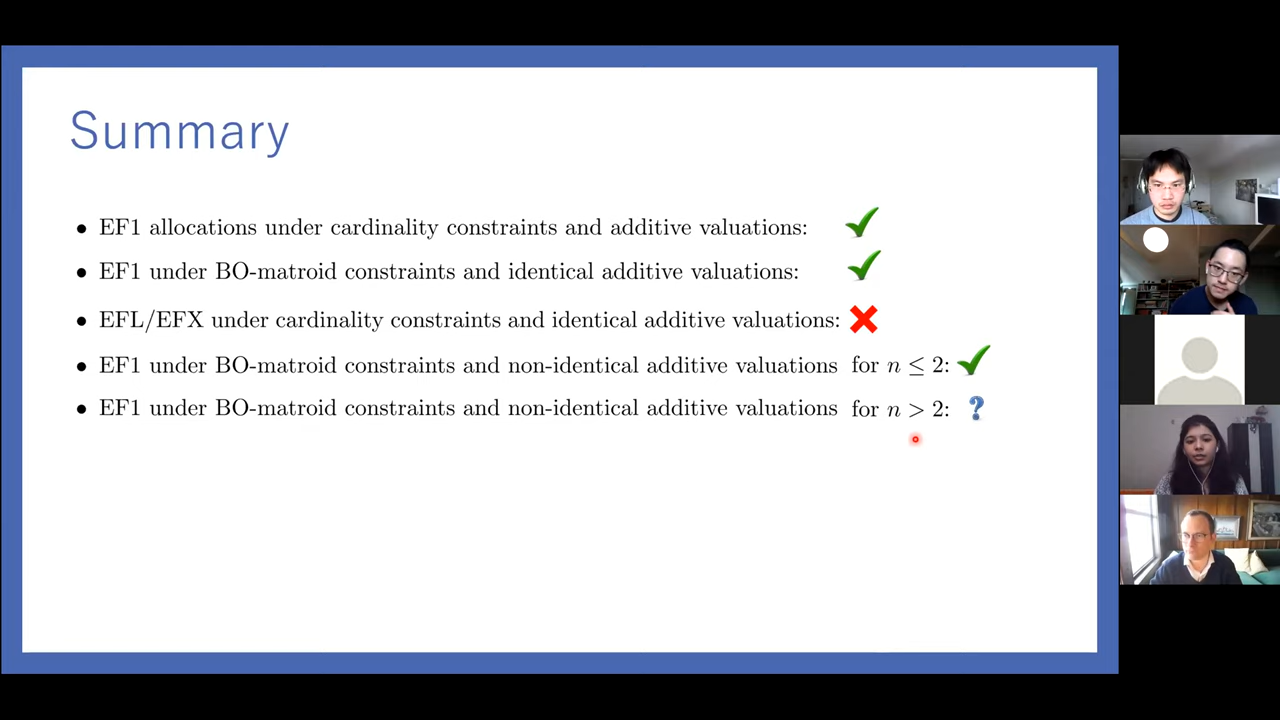 Summary
• EF1 allocations under cardinality constraints and additive valuations:
• EF1 under BO-matroid constraints and identical additive valuations:
• EFL/EFX under cardinality constraints and identical additive valuations:
• EF1 under BO-matroid constraints and non-identical additive valuations for n ≤ 2:
• EF1 under BO-matroid constraints and non-identical additive valuations for n > 2: ?